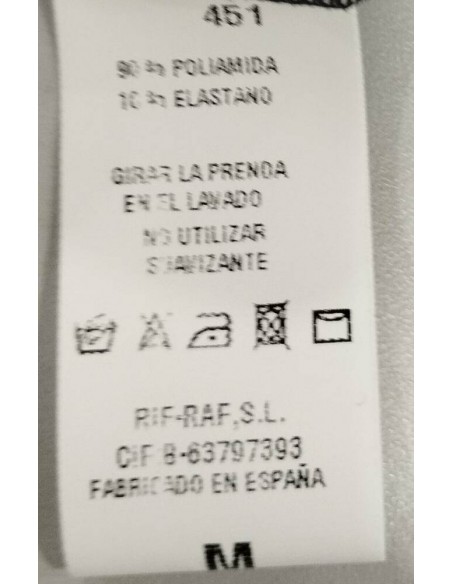 451
90 % POLIAMIDA
10 % ELASTANO
GIRAR LA PRENDA
EN EL LAVADO
NO UTILIZAR
SUAVIZANTE
RIF-RAF,S.L.
CIF B-63797393
FABRICADO EN ESPAÑA
M